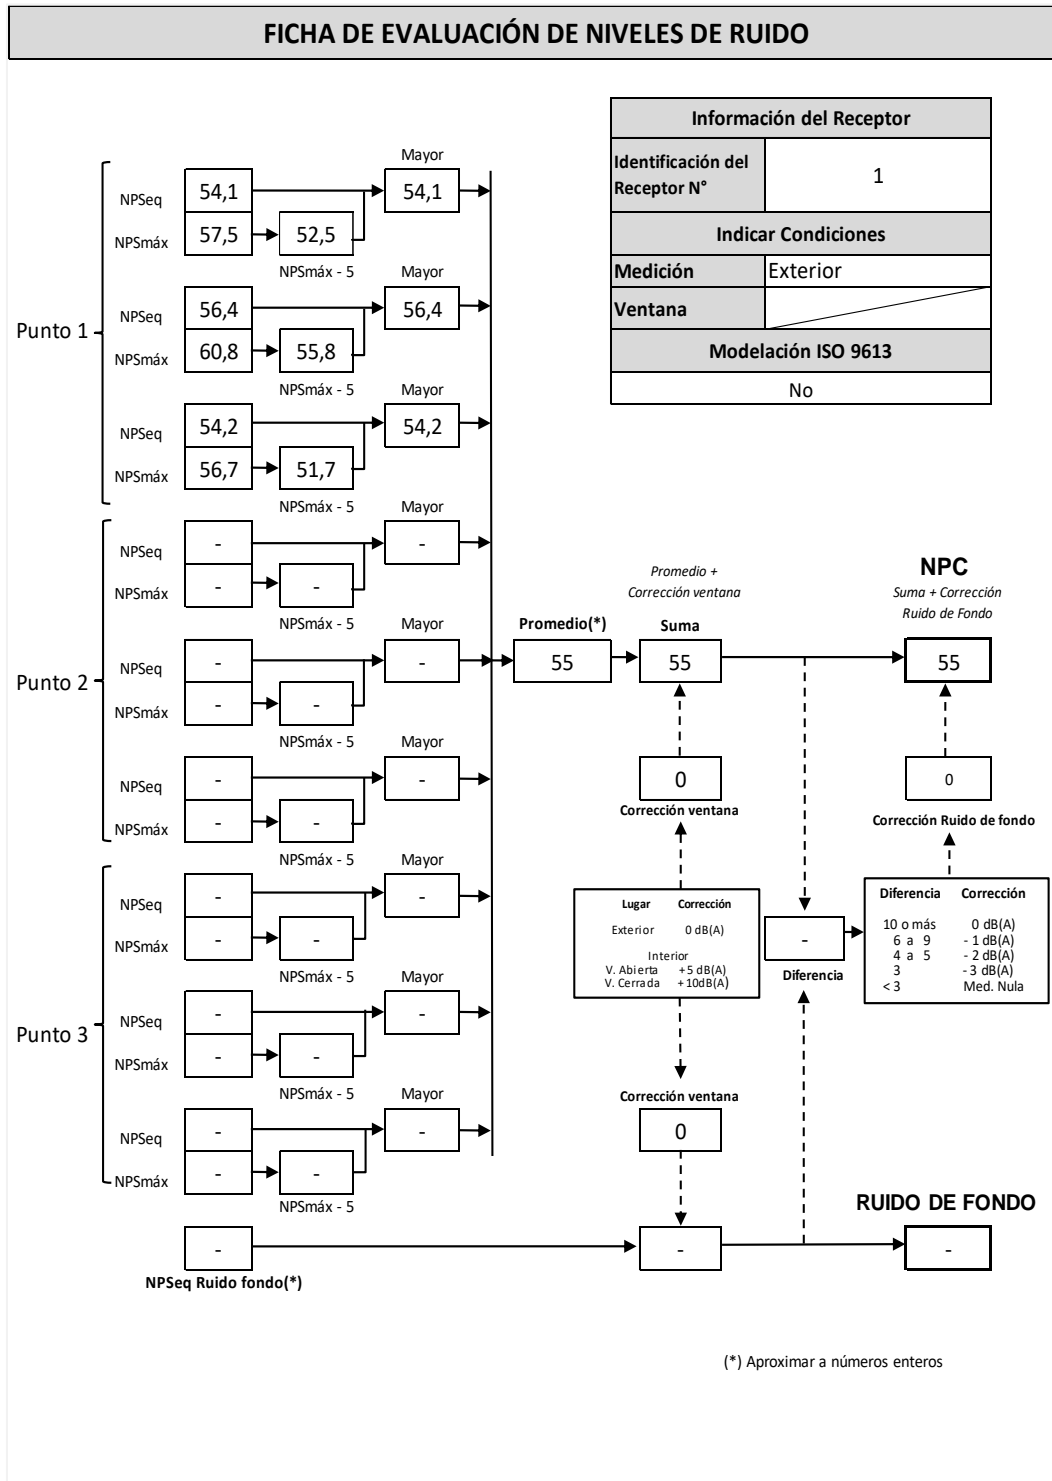 FICHA DE EVALUACIÓN DE NIVELES DE RUIDO
Información del Receptor
Identificación del
Receptor N°
1
Indicar Condiciones
Medición
Exterior
Ventana
Modelación ISO 9613
No
Punto 1
Mayor
NPSeq
54,1
54,1
NPSmáx
57,5
52,5
NPSmáx - 5
Mayor
NPSeq
56,4
56,4
NPSmáx
60,8
55,8
NPSmáx - 5
Mayor
NPSeq
54,2
54,2
NPSmáx
56,7
51,7
NPSmáx - 5
Punto 2
Mayor
NPSeq
-
-
NPSmáx
-
-
NPSmáx - 5
Mayor
NPSeq
-
-
NPSmáx
-
-
NPSmáx - 5
Mayor
NPSeq
-
-
NPSmáx
-
-
NPSmáx - 5
Punto 3
Mayor
NPSeq
-
-
NPSmáx
-
-
NPSmáx - 5
Mayor
NPSeq
-
-
NPSmáx
-
-
NPSmáx - 5
Mayor
NPSeq
-
-
NPSmáx
-
-
NPSmáx - 5
Promedio(*)
55
Promedio +
Corrección ventana
Suma
55
NPC
Suma + Corrección
Ruido de Fondo
55
0
Corrección ventana
0
Corrección Ruido de fondo
Lugar Corrección
Exterior 0 dB(A)
Interior
V. Abierta +5 dB(A)
V. Cerrada +10dB(A)
-
Diferencia
Diferencia Corrección
10 o más 0 dB(A)
6 a 9 - 1 dB(A)
4 a 5 - 2 dB(A)
3 - 3 dB(A)
< 3 Med. Nula
Corrección ventana
0
RUIDO DE FONDO
-
-
-
NPSeq Ruido fondo(*)
(*) Aproximar a números enteros